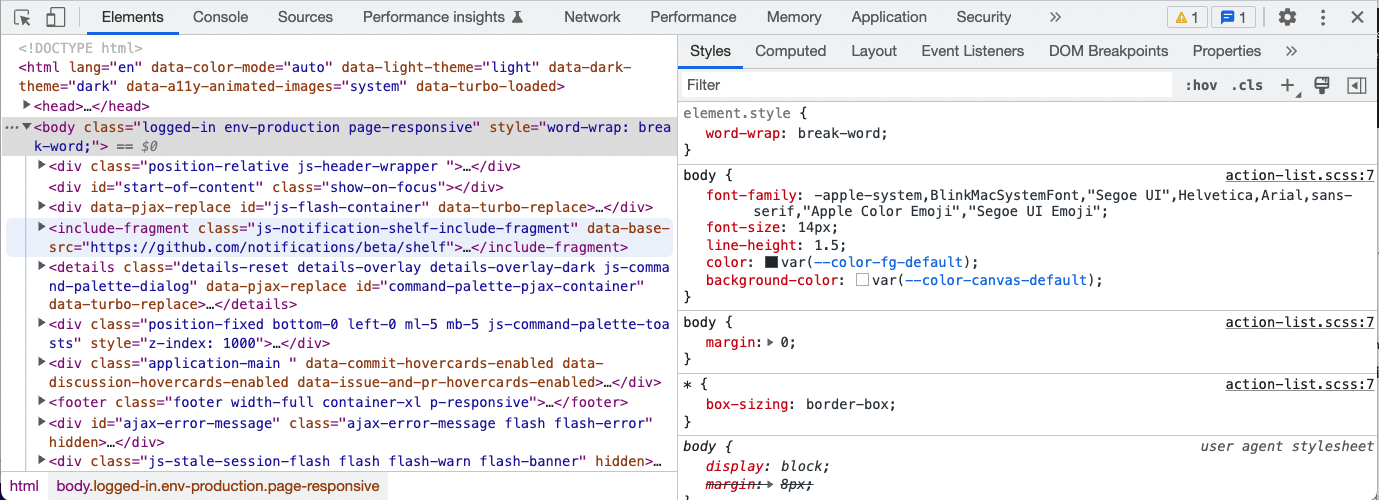 Elements Console Sources Performance insights Network Performance Memory Application Security » 1 1
<!DOCTYPE html>
<html lang="en" data-color-mode="auto" data-light-theme="light" data-dark-
theme="dark" data-a11y-animated-images="system" data-turbo-loaded>
<head>…</head>
<body class="logged-in env-production page-responsive" style="word-wrap: brea
k-word;"> == $0
<div class="position-relative js-header-wrapper ">…</div>
<div id="start-of-content" class="show-on-focus"></div>
<div data-pjax-replace id="js-flash-container" data-turbo-replace>…</div>
<include-fragment class="js-notification-shelf-include-fragment" data-base-
src="https://github.com/notifications/beta/shelf">…</include-fragment>
<details class="details-reset details-overlay details-overlay-dark js-comma
nd-palette-dialog" data-pjax-replace id="command-palette-pjax-container"
data-turbo-replace>…</details>
<div class="position-fixed bottom-0 left-0 ml-5 mb-5 js-command-palette-toa
sts" style="z-index: 1000">…</div>
<div class="application-main " data-commit-hovercards-enabled data-
discussion-hovercards-enabled data-issue-and-pr-hovercards-enabled>…</div>
<footer class="footer width-full container-xl p-responsive">…</footer>
<div id="ajax-error-message" class="ajax-error-message flash flash-error"
hidden>…</div>
<div class="js-stale-session-flash flash flash-warn flash-banner" hidden>…
html body.logged-in.env-production.page-responsive
Styles Computed Layout Event Listeners DOM Breakpoints Properties »
Filter :hov .cls +
element.style {
word-wrap: break-word;
}
body { action-list.scss:7
font-family: -apple-system,BlinkMacSystemFont,"Segoe UI",Helvetica,Arial,sans-
serif,"Apple Color Emoji","Segoe UI Emoji";
font-size: 14px;
line-height: 1.5;
color: var(--color-fg-default);
background-color: var(--color-canvas-default);
}
body { action-list.scss:7
margin: 0;
}
* { action-list.scss:7
box-sizing: border-box;
}
body { user agent stylesheet
display: block;
margin: 8px;
}